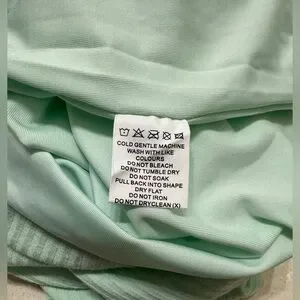 COLD GENTLE MACHINE
WASH WITH LIKE
COLOURS
DO NOT BLEACH
DO NOT TUMBLE DRY
DO NOT SOAK
PULL BACK INTO SHAPE
DRY FLAT
DO NOT IRON
DO NOT DRYCLEAN (X)